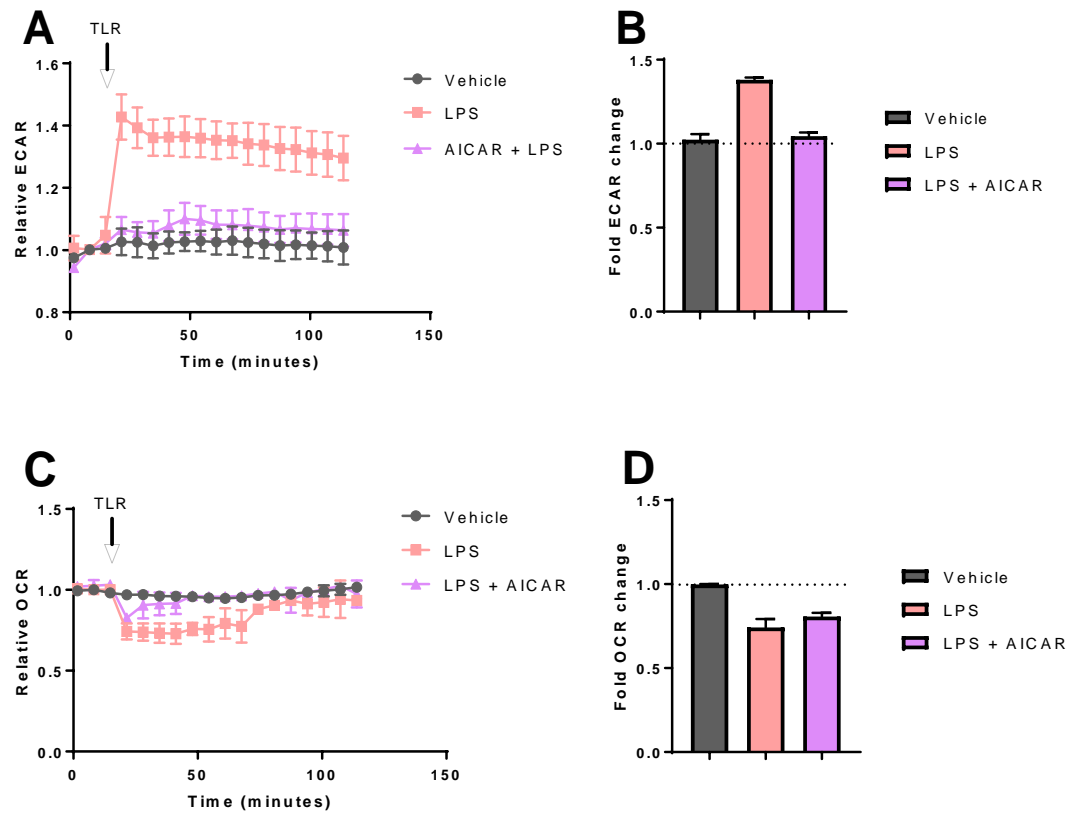 A
TLR
1.6
1.4
1.2
1.0
0.8
Relative ECAR
0
50
100
150
Time (minutes)
Vehicle
LPS
AICAR + LPS
B
1.5
1.0
0.5
0.0
Fold ECAR change
Vehicle
LPS
LPS + AICAR
C
TLR
1.5
1.0
0.5
0.0
Relative OCR
0
50
100
150
Time (minutes)
Vehicle
LPS
LPS + AICAR
D
1.5
1.0
0.5
0.0
Fold OCR change
Vehicle
LPS
LPS + AICAR